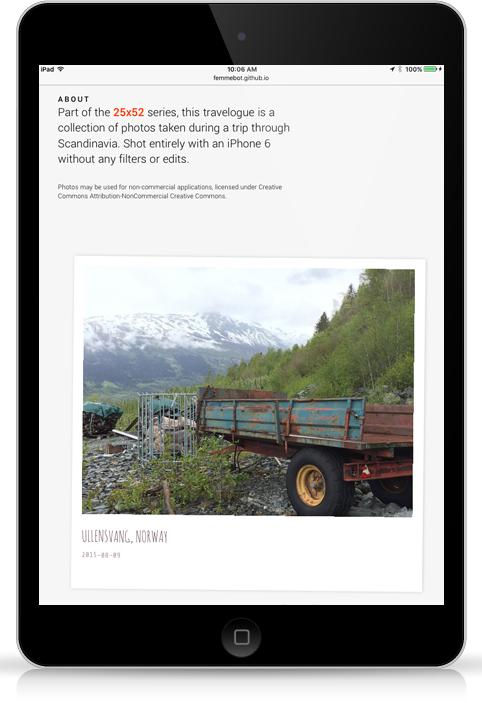 iPad 10:06 AM 100%
femmebot.github.io
ABOUT
Part of the 25x52 series, this travelogue is a
collection of photos taken during a trip through
Scandinavia. Shot entirely with an iPhone 6
without any filters or edits.
Photos may be used for non-commercial applications, licensed under Creative
Commons Attribution-NonCommercial Creative Commons.
ULLENSVANG, NORWAY
2015-08-09